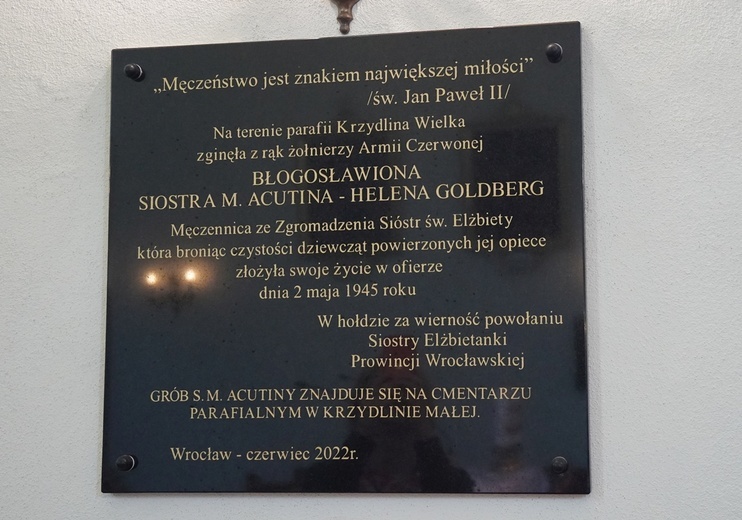 „Męczeństwo jest znakiem największej miłości”
/św. Jan Paweł II/
Na terenie parafii Krzydlina Wielka
zginęła z rąk żołnierzy Armii Czerwonej
BŁOGOSŁAWIONA
SIOSTRA M. ACUTINA - HELENA GOLDBERG
Męczennica ze Zgromadzenia Sióstr św. Elżbiety
która broniąc czystości dziewcząt powierzonych jej opiece
złożyła swoje życie w ofierze
dnia 2 maja 1945 roku
W hołdzie za wierność powołaniu
Siostry Elżbietanki
Prowincji Wrocławskiej
GRÓB S. M. ACUTINY ZNAJDUJE SIĘ NA CMENTARZU
PARAFIALNYM W KRZYDLINIE MAŁEJ.
Wrocław - czerwiec 2022r.